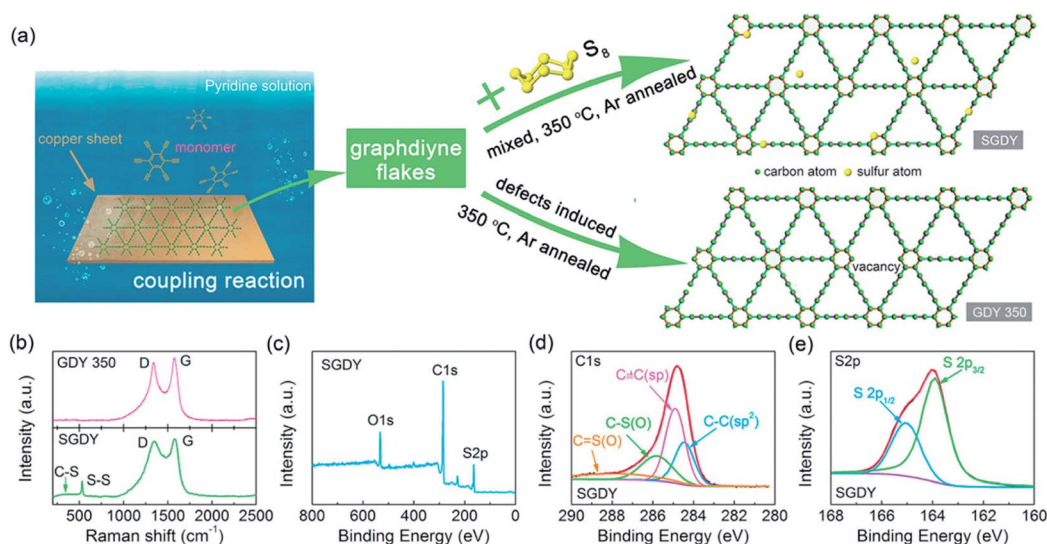 (a)
Pyridine solution
copper sheet
monomer
coupling reaction
graphdiyne
flakes
S8
mixed, 350 °C, Ar annealed
defects induced
350 °C, Ar annealed
SGDY
carbon atom
sulfur atom
vacancy
GDY 350
(b)
GDY 350
D
G
SGDY
D
G
C-S
S-S
Intensity (a.u.)
500 1000 1500 2000 2500
Raman shift (cm-1)
(c)
SGDY
O1s
C1s
S2p
Intensity (a.u.)
800 600 400 200 0
Binding Energy (eV)
(d)
C1s
C-S(O)
C=S(O)
C-C(sp2)
SGDY
Intensity (a.u.)
290 288 286 284 282 280
Binding Energy (eV)
(e)
S2p
S 2p3/2
S 2p1/2
SGDY
Intensity (a.u.)
168 166 164 162 160
Binding Energy (eV)